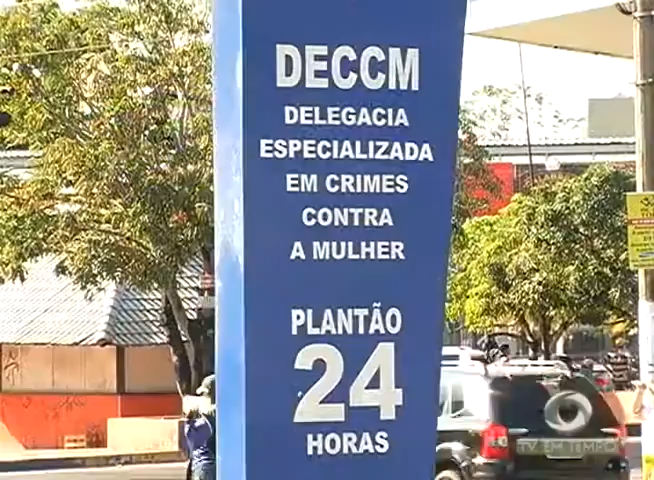 DECCM
DELEGACIA
ESPECIALIZADA
EM CRIMES
CONTRA
A MULHER
PLANTÃO
24
HORAS
TV EM TEMPO